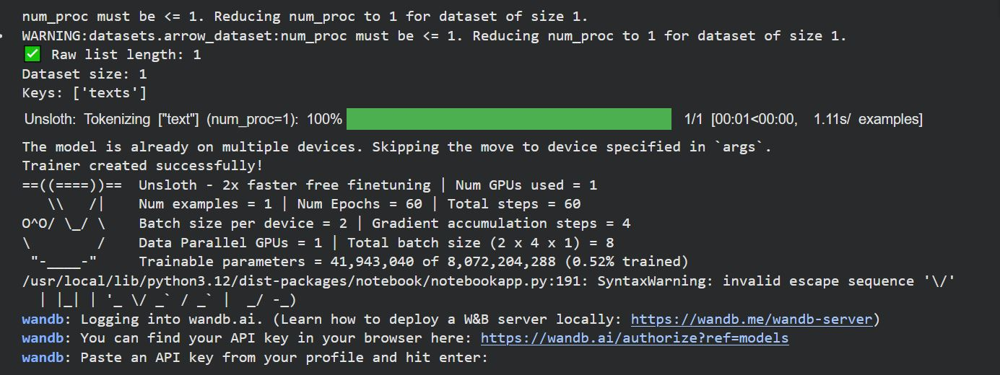 num_proc must be <= 1. Reducing num_proc to 1 for dataset of size 1.
WARNING:datasets.arrow_dataset:num_proc must be <= 1. Reducing num_proc to 1 for dataset of size 1.
✅ Raw list length: 1
Dataset size: 1
Keys: ['texts']
Unsloth: Tokenizing ["text"] (num_proc=1): 100% 1/1 [00:01<00:00, 1.11s/ examples]
The model is already on multiple devices. Skipping the move to device specified in `args`.
Trainer created successfully!
==((====))==  Unsloth - 2x faster free finetuning | Num GPUs used = 1
   \\   /|    Num examples = 1 | Num Epochs = 60 | Total steps = 60
O^O/ \_/ \    Batch size per device = 2 | Gradient accumulation steps = 4
\        /    Data Parallel GPUs = 1 | Total batch size (2 x 4 x 1) = 8
 "-____-"     Trainable parameters = 41,943,040 of 8,072,204,288 (0.52% trained)
/usr/local/lib/python3.12/dist-packages/notebook/notebookapp.py:191: SyntaxWarning: invalid escape sequence '\/'
  | |_| | '_ \/ _` / _` |  _/ -_)
wandb: Logging into wandb.ai. (Learn how to deploy a W&B server locally: https://wandb.me/wandb-server)
wandb: You can find your API key in your browser here: https://wandb.ai/authorize?ref=models
wandb: Paste an API key from your profile and hit enter: